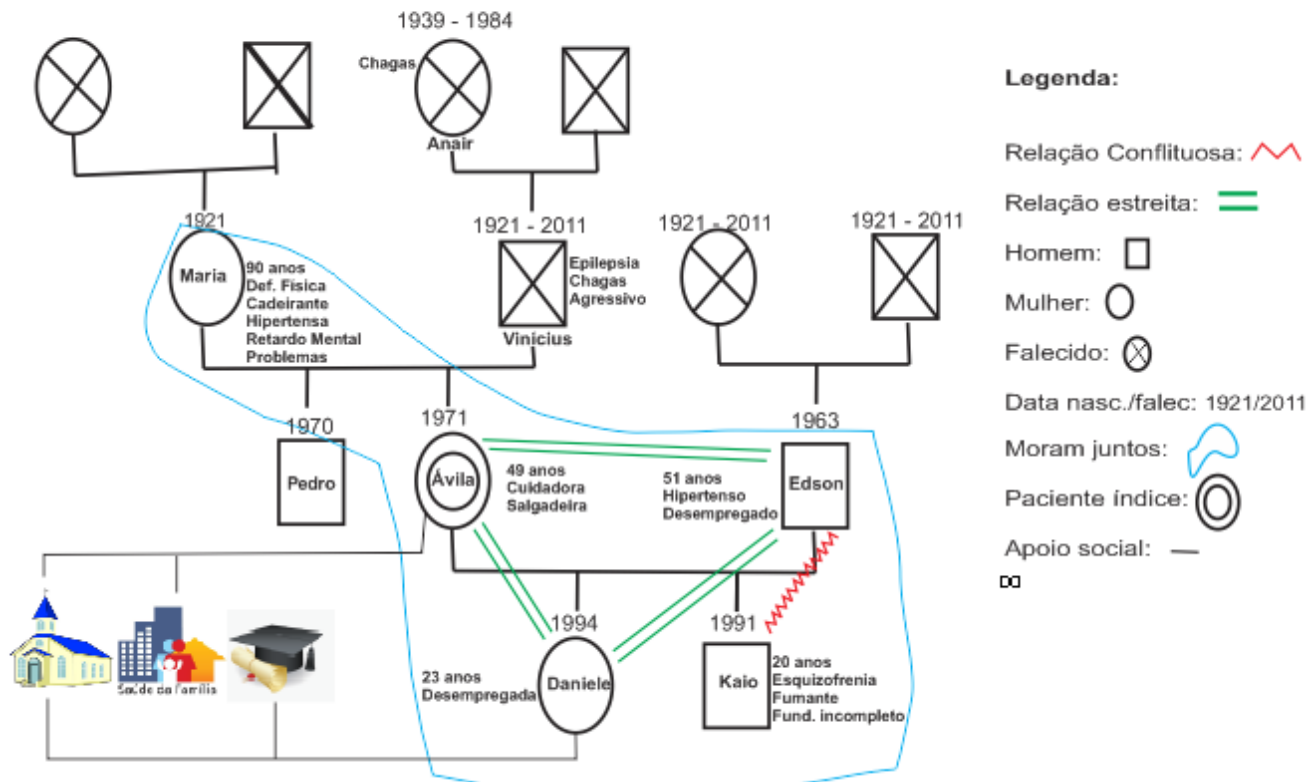 1939 - 1984
Chagas
Anair
1921
Maria
90 anos
Def. Física
Cadeirante
Hipertensa
Retardo Mental
Problemas
1921 - 2011
Epilepsia
Chagas
Agressivo
Vinicius
1921 - 2011
1921 - 2011
1970
Pedro
1971
Ávila
49 anos
Cuidadora
Salgadeira
1963
51 anos
Hipertenso
Desempregado
Edson
1994
23 anos
Desempregada
Daniele
1991
Kaio
20 anos
Esquizofrenia
Fumante
Fund. incompleto
Saúde da Família
Legenda:
Relação Conflituosa:
Relação estreita:
Homem:
Mulher:
Falecido:
Data nasc./falec: 1921/2011
Moram juntos:
Paciente índice:
Apoio social: